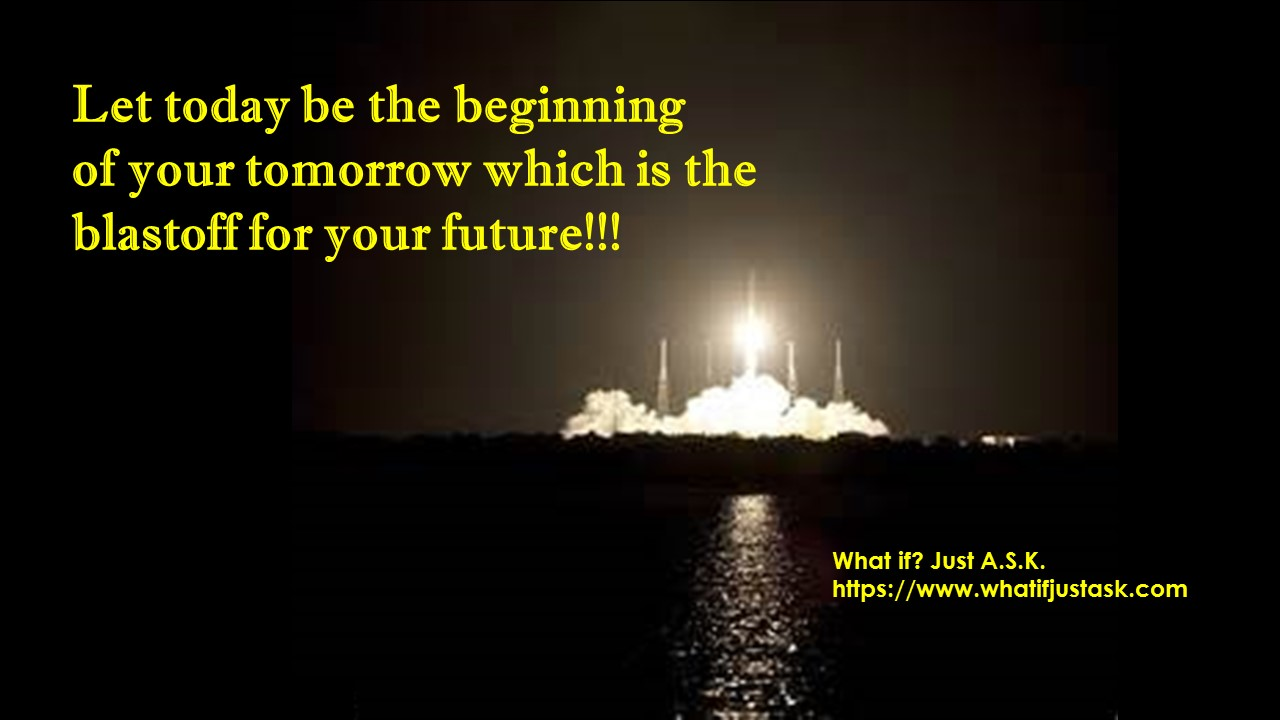 Let today be the beginning
of your tomorrow which is the
blastoff for your future!!!
What if? Just A.S.K.
https://www.whatifjustask.com